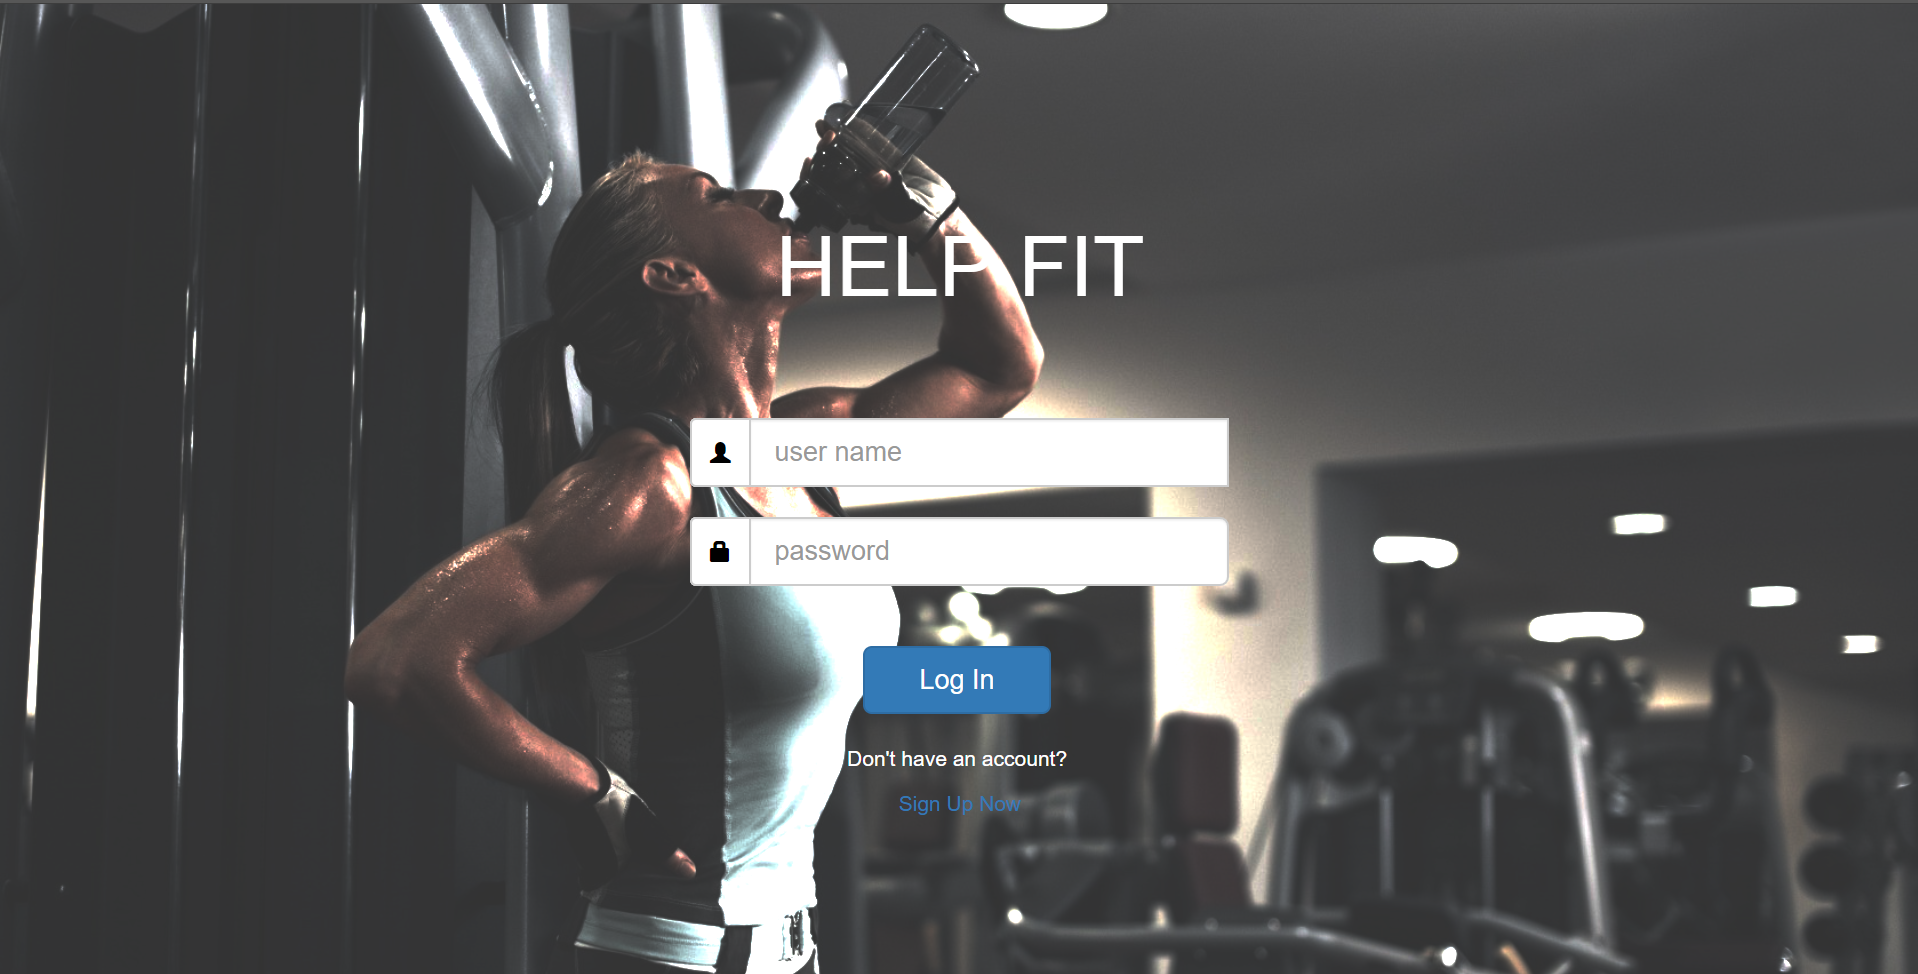 HELP FIT
user name
password
Log In
Don't have an account?
Sign Up Now